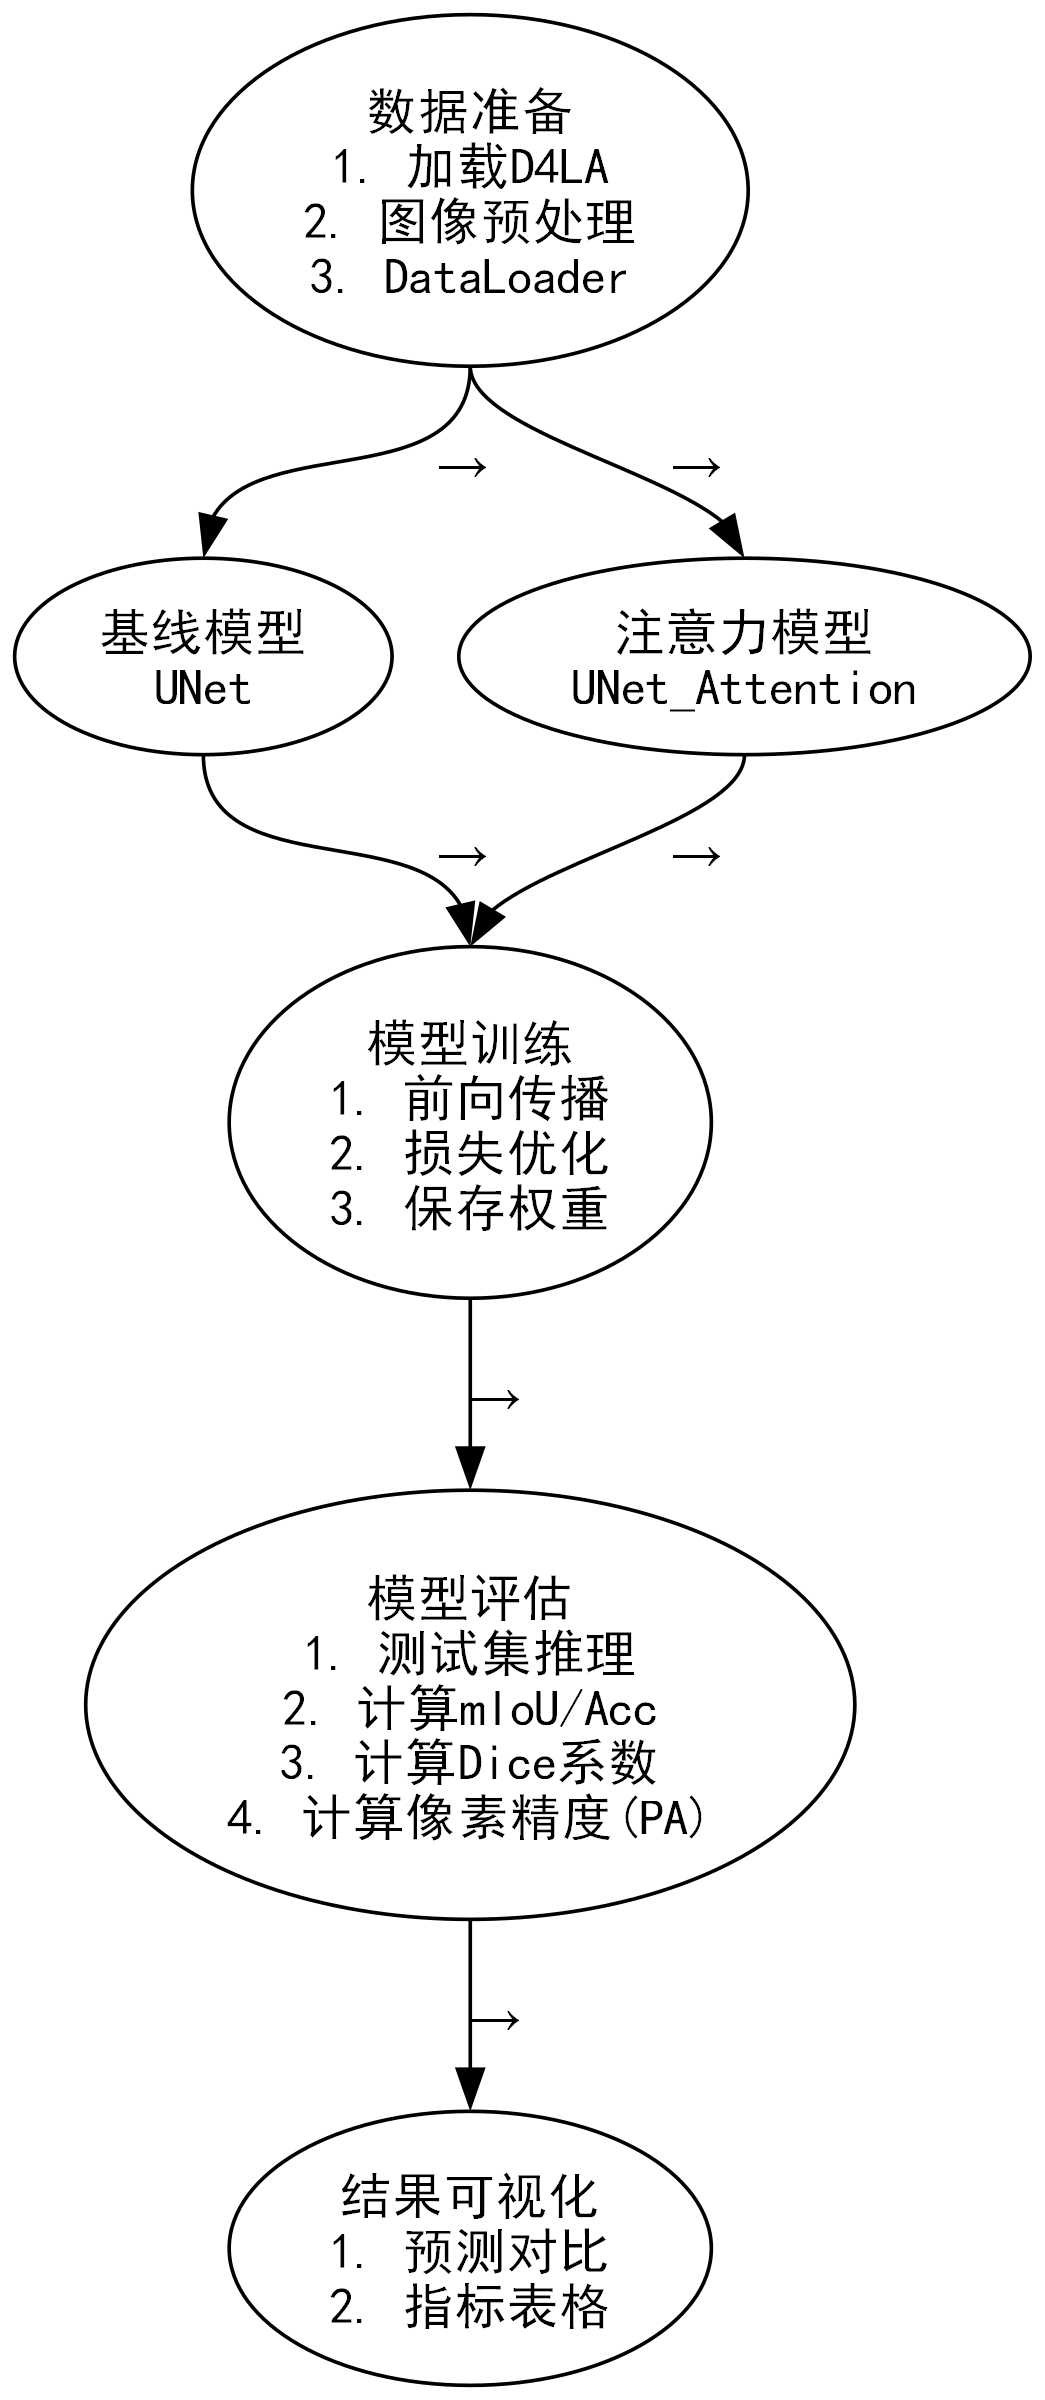 数据准备
1. 加载D4LA
2. 图像预处理
3. DataLoader
→
→
基线模型
UNet
注意力模型
UNet_Attention
→
→
模型训练
1. 前向传播
2. 损失优化
3. 保存权重
→
模型评估
1. 测试集推理
2. 计算mIoU/Acc
3. 计算Dice系数
4. 计算像素精度(PA)
→
结果可视化
1. 预测对比
2. 指标表格